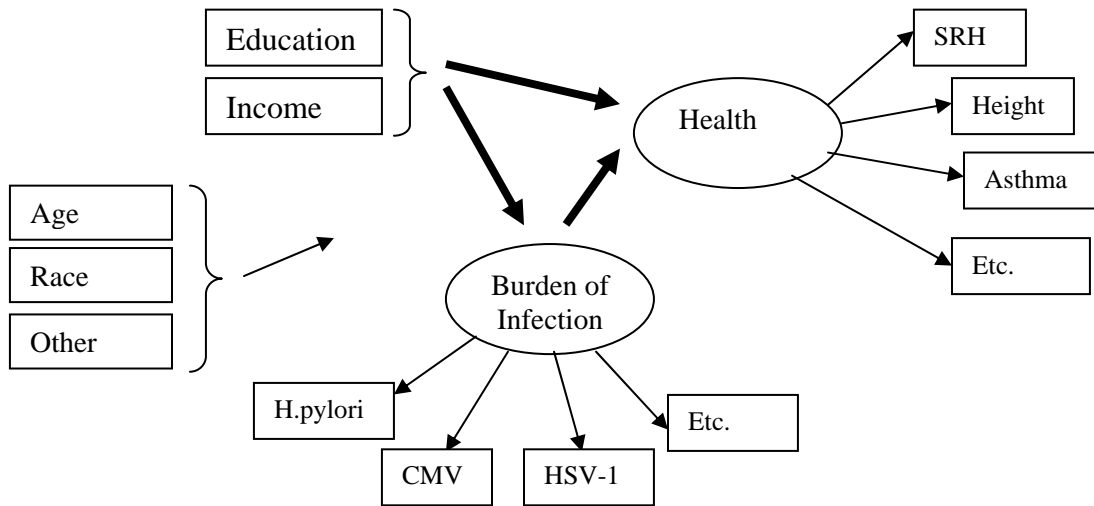 Education
Income
SRH
Health
Height
Asthma
Etc.
Age
Race
Other
Burden of
Infection
H.pylori
CMV
HSV-1
Etc.